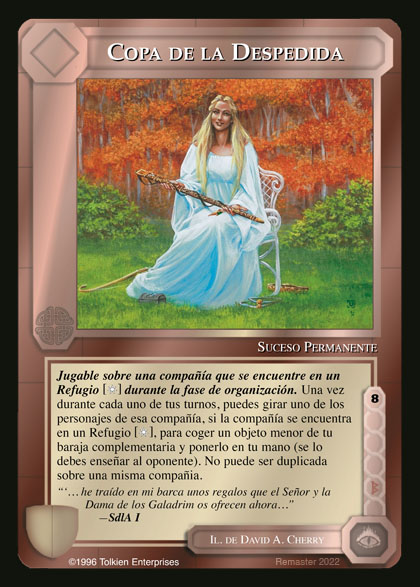 Copa de la Despedida
Suceso Permanente
Jugable sobre una compañía que se encuentre en un
Refugio [☼] durante la fase de organización. Una vez
durante cada uno de tus turnos, puedes girar uno de los
personajes de esa compañía, si la compañía se encuentra
en un Refugio [☼], para coger un objeto menor de tu
baraja complementaria y ponerlo en tu mano (se lo
debes enseñar al oponente). No puede ser duplicada
sobre una misma compañia.
“‘… he traído en mi barca unos regalos que el Señor y la
Dama de los Galadrim os ofrecen ahora…”
—SdlA I
8
Il. de David A. Cherry
©1996 Tolkien Enterprises
Remaster 2022